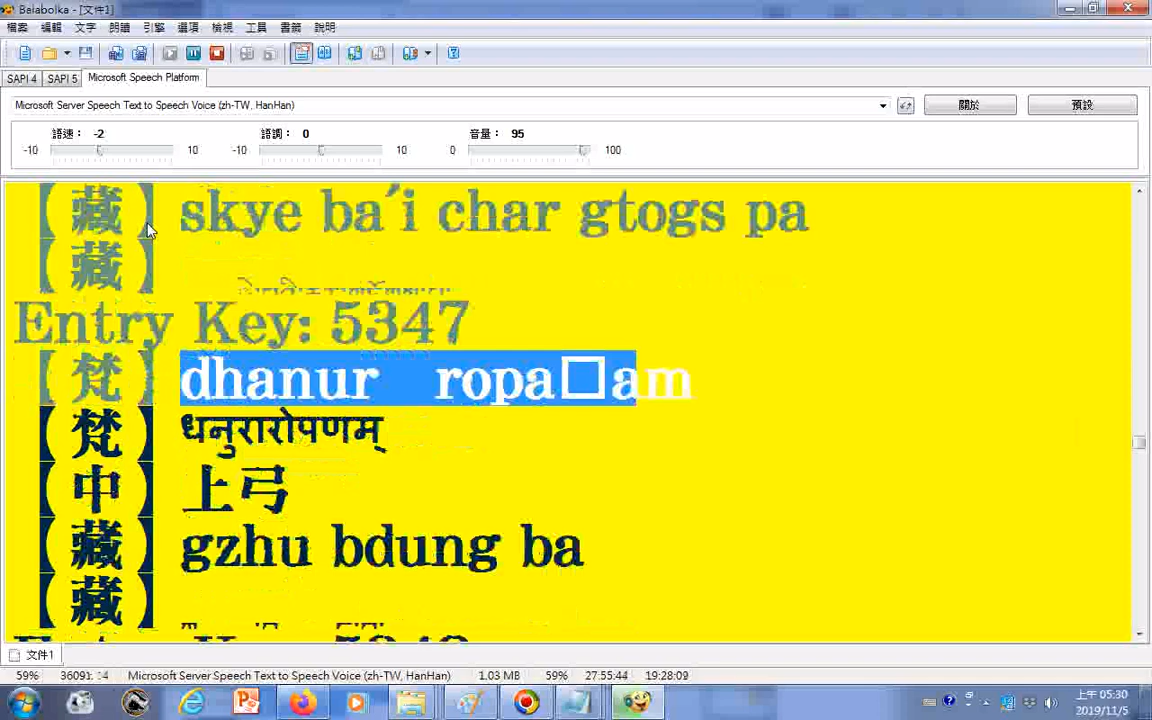 Balabolka - [文件1]
檔案 編輯 文字 朗讀 引擎 選項 檢視 工具 書籤 說明
SAPI 4 SAPI 5 Microsoft Speech Platform
Microsoft Server Speech Text to Speech Voice (zh-TW, HanHan) 關於 預設
語速： -2 語調： 0 音量： 95
-10 10 -10 10 0 100
【藏】 skye ba'i char gtogs pa
【藏】
Entry Key: 5347
【梵】 dhanur ropa□am
【梵】 धनुरारोपणम्
【中】 上弓
【藏】 gzhu bdung ba
【藏】
文件1
59% Microsoft Server Speech Text to Speech Voice (zh-TW, HanHan) 1.03 MB 59% 27:55:44 19:28:09
上午 05:30
2019/11/5